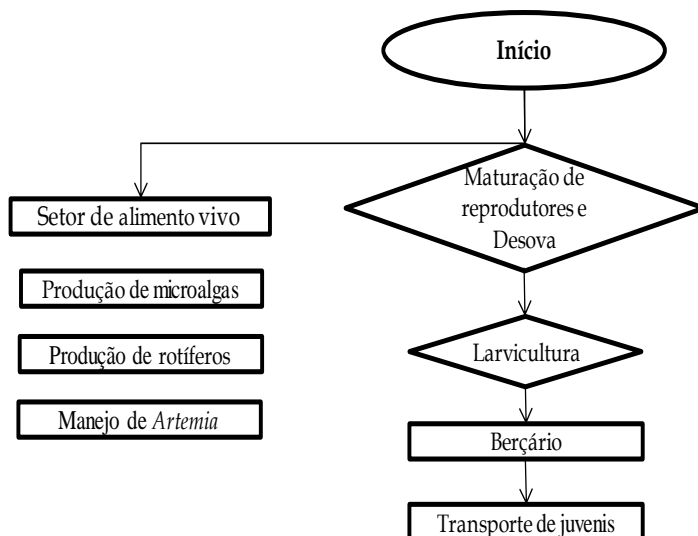 Início
Maturação de
reprodutores e
Desova
Setor de alimento vivo
Produção de microalgas
Produção de rotíferos
Manejo de Artemia
Larvicultura
Berçário
Transporte de juvenis